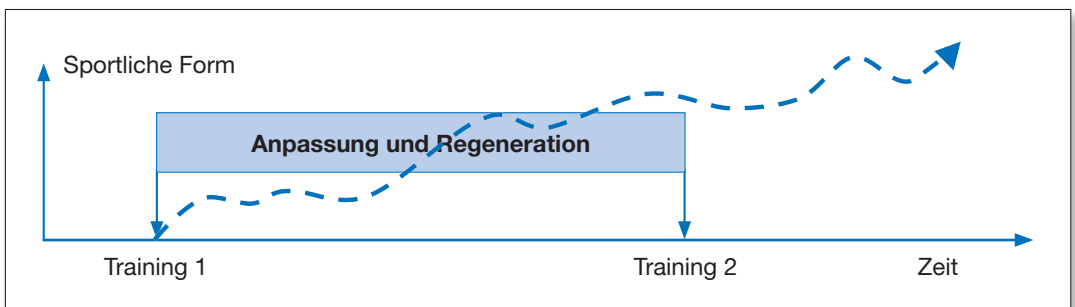 Sportliche Form
Anpassung und Regeneration
Training 1
Training 2
Zeit